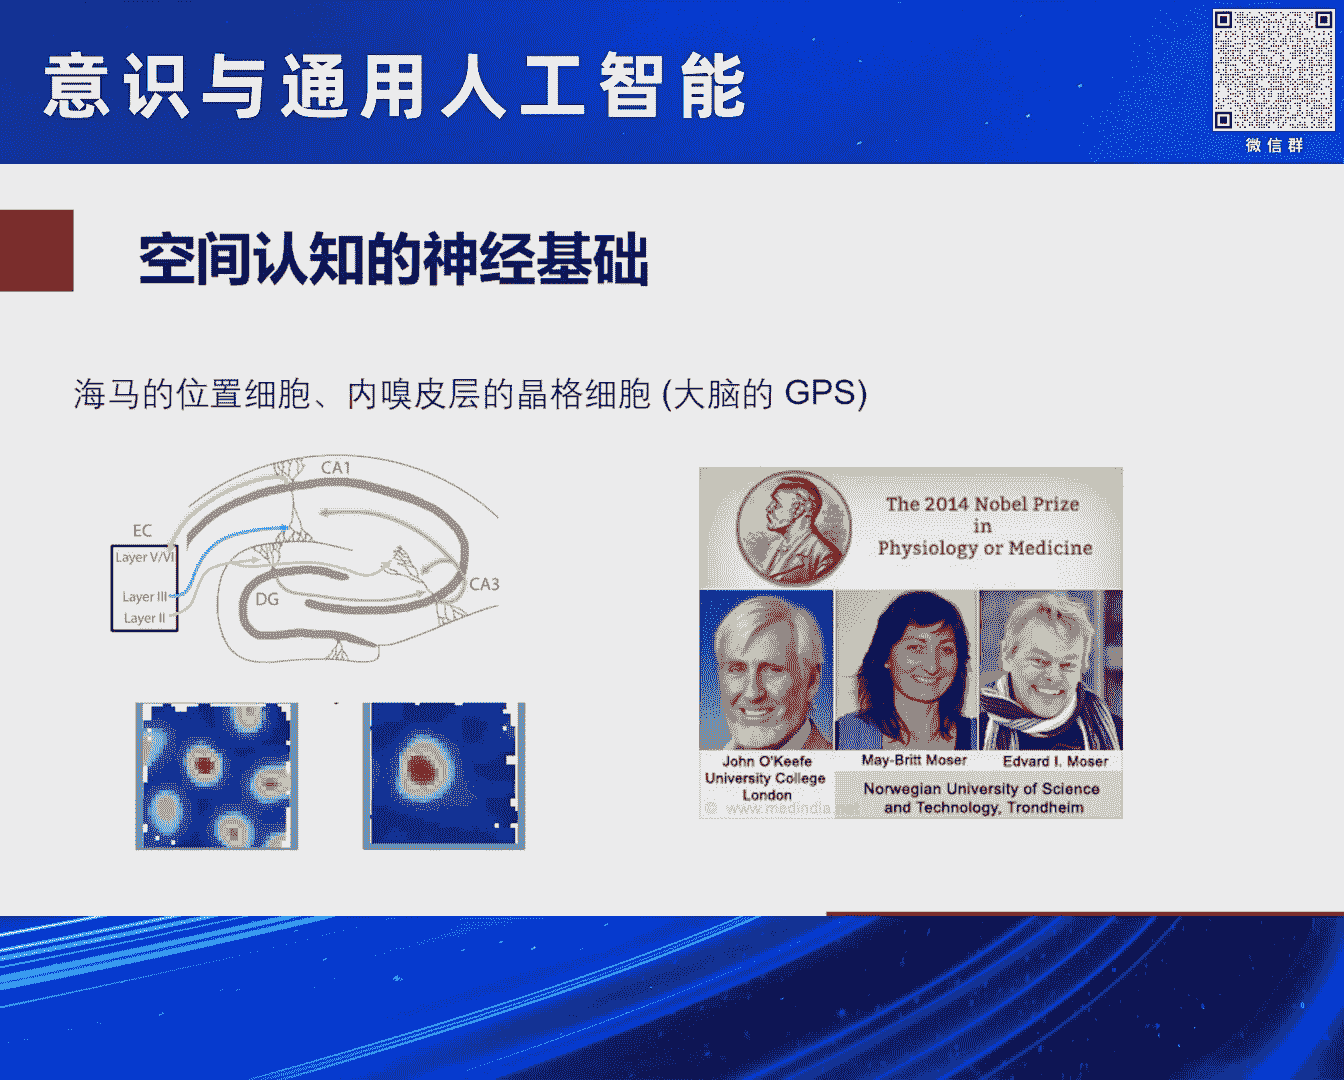 意识与通用人工智能
微信群
空间认知的神经基础
海马的位置细胞、内嗅皮层的晶格细胞 (大脑的 GPS)
CA1
EC
Layer V/VI
Layer III
Layer II
DG
CA3
The 2014 Nobel Prize
in
Physiology or Medicine
John O'Keefe
University College
London
May-Britt Moser
Edvard I. Moser
Norwegian University of Science
and Technology, Trondheim
© www.medindia.net